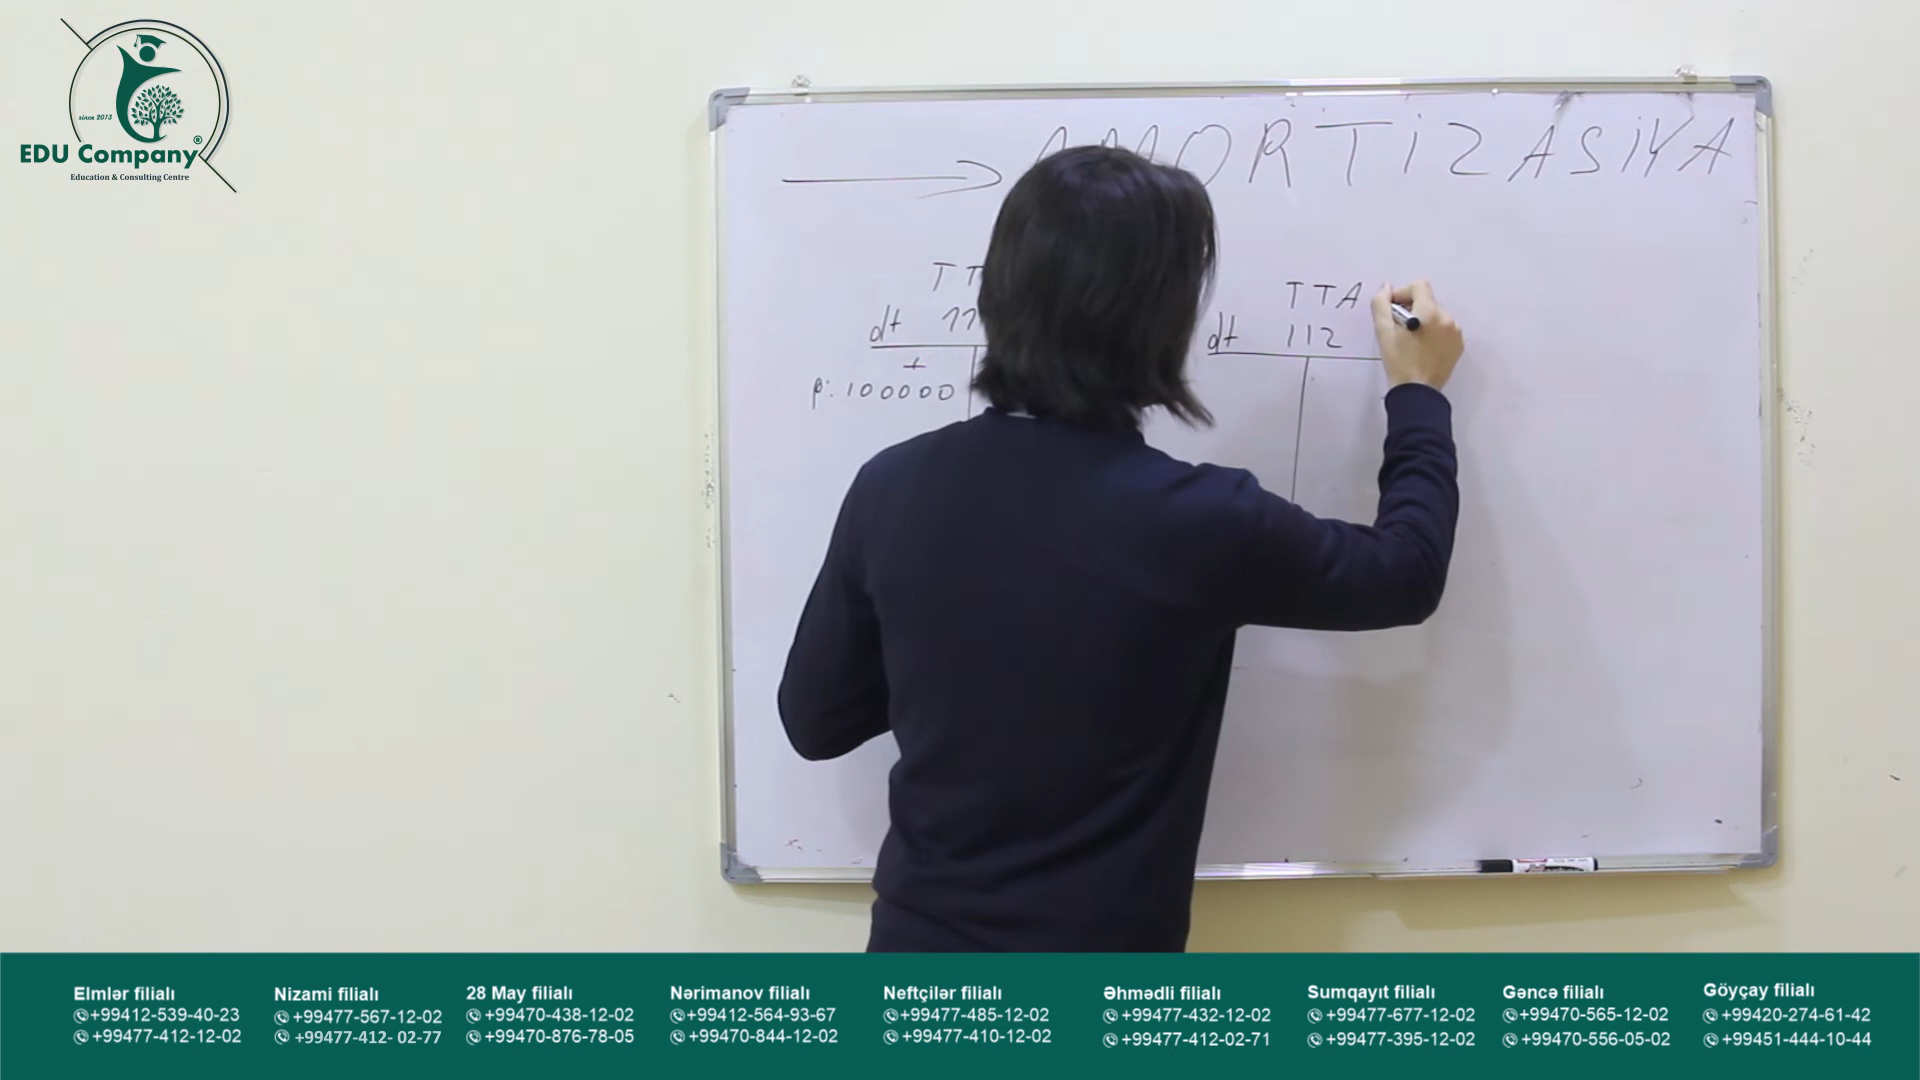 since 2013
EDU Company®
Education & Consulting Centre
AMORTİZASİYA
dt
+
p: 100000
TTA
dt 112
Elmlər filialı
+99412-539-40-23
+99477-412-12-02
Nizami filialı
+99477-567-12-02
+99477-412- 02-77
28 May filialı
+99470-438-12-02
+99470-876-78-05
Nərimanov filialı
+99412-564-93-67
+99470-844-12-02
Neftçilər filialı
+99477-485-12-02
+99477-410-12-02
Əhmədli filialı
+99477-432-12-02
+99477-412-02-71
Sumqayıt filialı
+99477-677-12-02
+99477-395-12-02
Gəncə filialı
+99470-565-12-02
+99470-556-05-02
Göyçay filialı
+99420-274-61-42
+99451-444-10-44